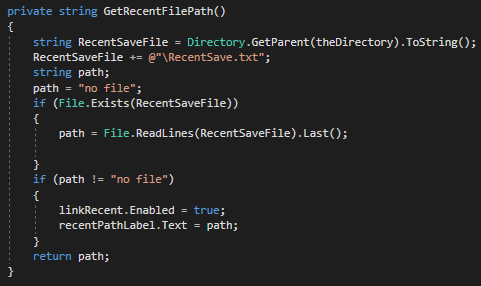 private string GetRecentFilePath()
{
string RecentSaveFile = Directory.GetParent(theDirectory).ToString();
RecentSaveFile += @"\RecentSave.txt";
string path;
path = "no file";
if (File.Exists(RecentSaveFile))
{
path = File.ReadLines(RecentSaveFile).Last();
}
if (path != "no file")
{
linkRecent.Enabled = true;
recentPathLabel.Text = path;
}
return path;
}